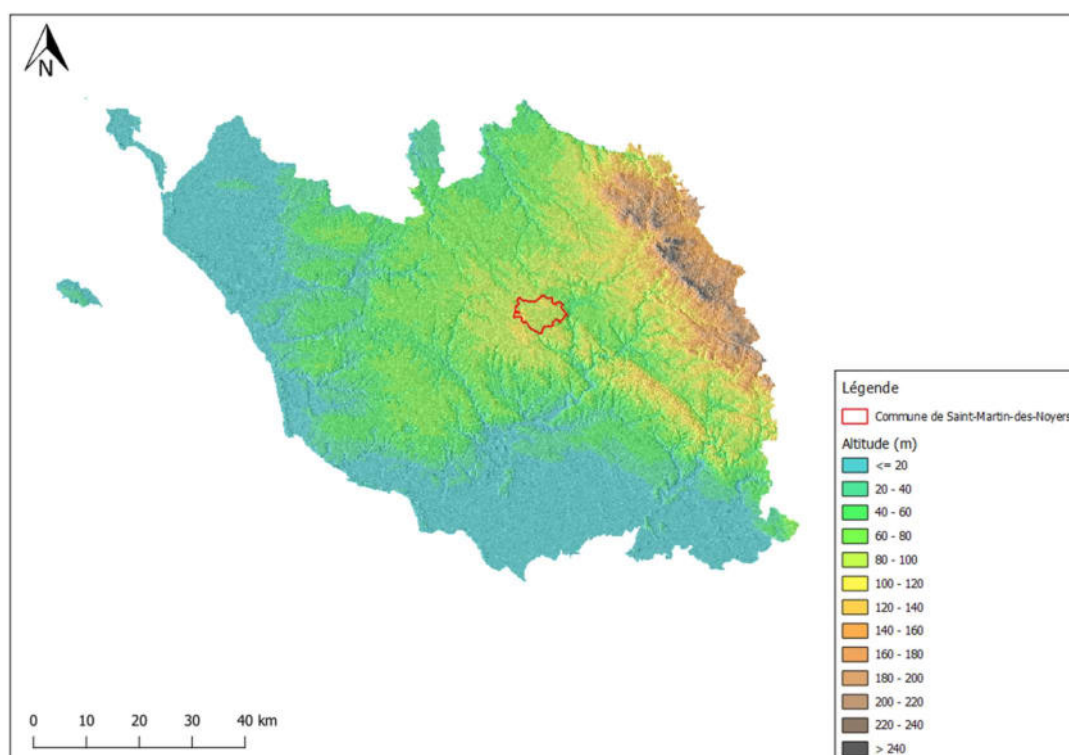 N
Légende
Commune de Saint-Martin-des-Noyers
Altitude (m)
<= 20
20 - 40
40 - 60
60 - 80
80 - 100
100 - 120
120 - 140
140 - 160
160 - 180
180 - 200
200 - 220
220 - 240
> 240
0 10 20 30 40 km